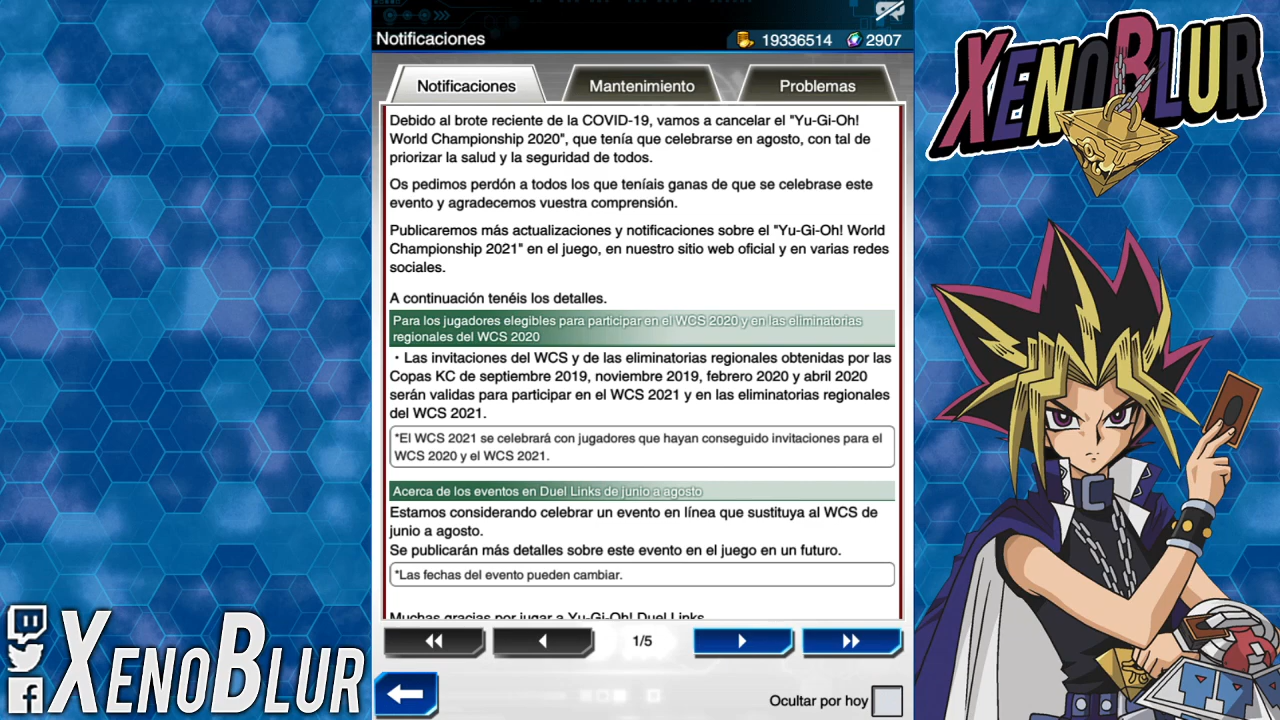 Notificaciones
19336514
2907
XENOBLUR
Notificaciones
Mantenimiento
Problemas
Debido al brote reciente de la COVID-19, vamos a cancelar el "Yu-Gi-Oh!
World Championship 2020", que tenía que celebrarse en agosto, con tal de
priorizar la salud y la seguridad de todos.
Os pedimos perdón a todos los que teníais ganas de que se celebrase este
evento y agradecemos vuestra comprensión.
Publicaremos más actualizaciones y notificaciones sobre el "Yu-Gi-Oh! World
Championship 2021" en el juego, en nuestro sitio web oficial y en varias redes
sociales.
A continuación tenéis los detalles.
Para los jugadores elegibles para participar en el WCS 2020 y en las eliminatorias
regionales del WCS 2020
・Las invitaciones del WCS y de las eliminatorias regionales obtenidas por las
Copas KC de septiembre 2019, noviembre 2019, febrero 2020 y abril 2020
serán validas para participar en el WCS 2021 y en las eliminatorias regionales
del WCS 2021.
*El WCS 2021 se celebrará con jugadores que hayan conseguido invitaciones para el
WCS 2020 y el WCS 2021.
Acerca de los eventos en Duel Links de junio a agosto
Estamos considerando celebrar un evento en línea que sustituya al WCS de
junio a agosto.
Se publicarán más detalles sobre este evento en el juego en un futuro.
*Las fechas del evento pueden cambiar.
Muchas gracias por jugar a Yu-Gi-Oh! Duel Links.
1/5
Ocultar por hoy
XENOBLUR